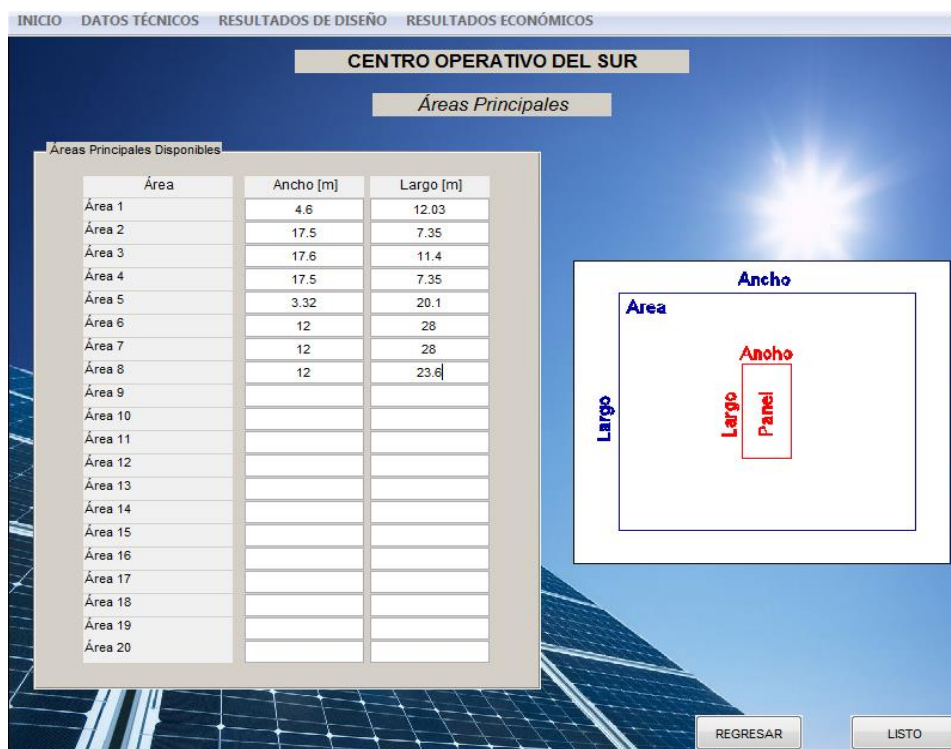 INICIO DATOS TÉCNICOS RESULTADOS DE DISEÑO RESULTADOS ECONÓMICOS
CENTRO OPERATIVO DEL SUR
Áreas Principales
Áreas Principales Disponibles
Área Ancho [m] Largo [m]
Área 1 4.6 12.03
Área 2 17.5 7.35
Área 3 17.6 11.4
Área 4 17.5 7.35
Área 5 3.32 20.1
Área 6 12 28
Área 7 12 28
Área 8 12 23.6
Área 9
Área 10
Área 11
Área 12
Área 13
Área 14
Área 15
Área 16
Área 17
Área 18
Área 19
Área 20
Ancho
Area
Largo
Ancho
Largo
Panel
REGRESAR LISTO